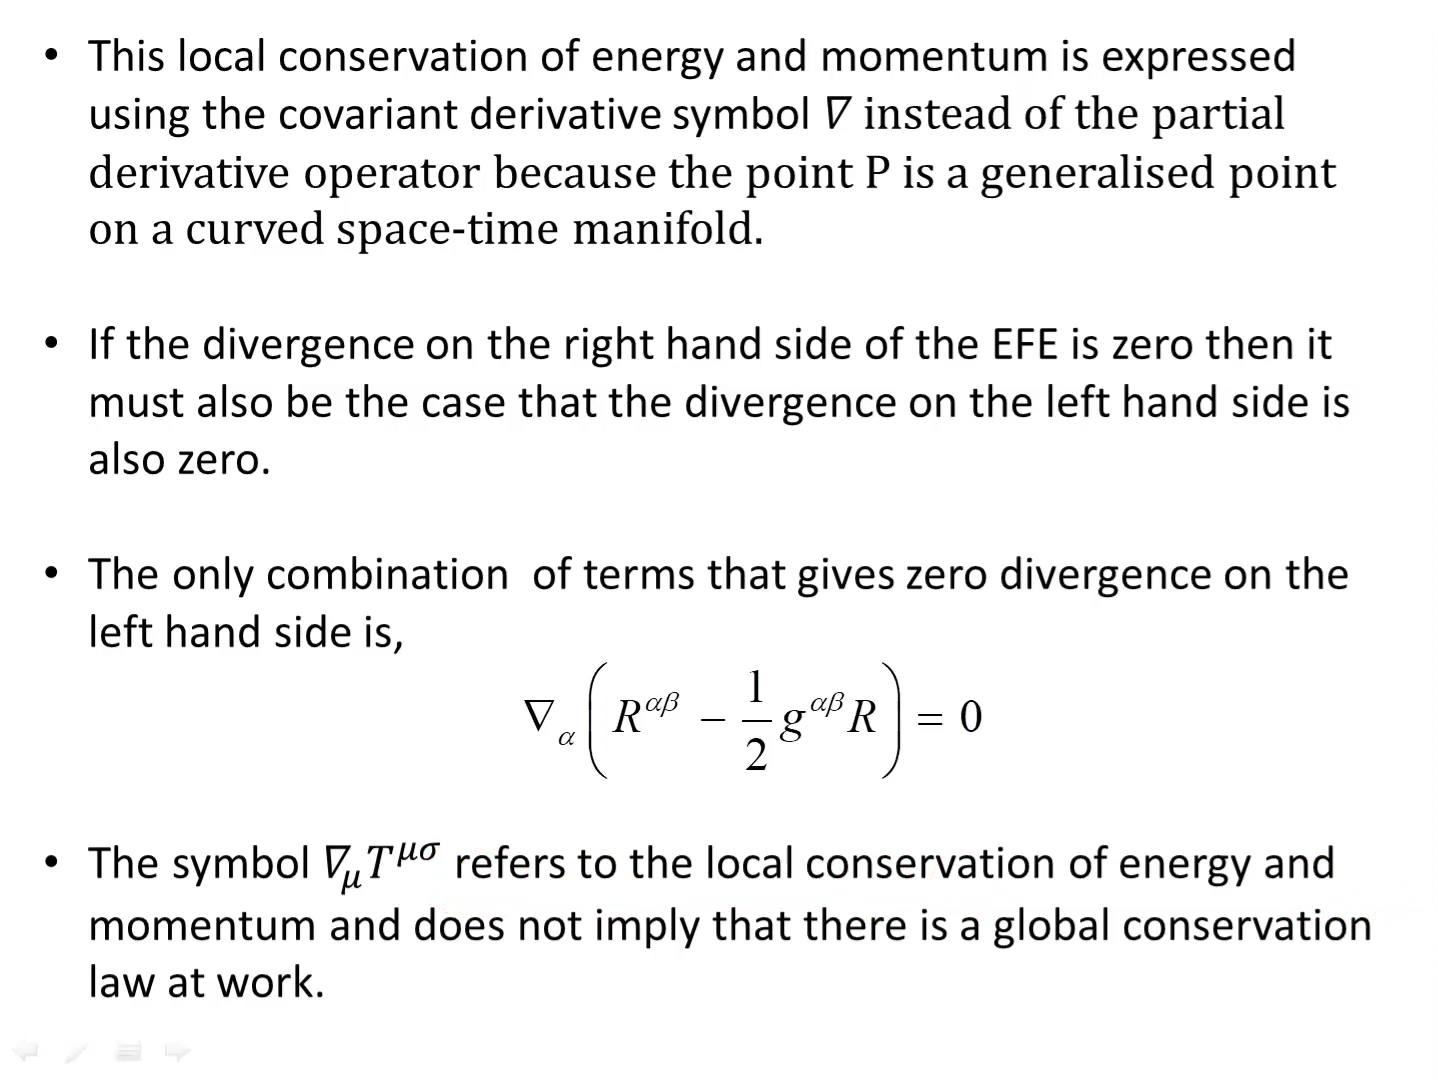 • This local conservation of energy and momentum is expressed
using the covariant derivative symbol ∇ instead of the partial
derivative operator because the point P is a generalised point
on a curved space-time manifold.
• If the divergence on the right hand side of the EFE is zero then it
must also be the case that the divergence on the left hand side is
also zero.
• The only combination of terms that gives zero divergence on the
left hand side is,
∇_α (R^{αβ} − 1/2 g^{αβ} R) = 0
• The symbol ∇_μ T^{μσ} refers to the local conservation of energy and
momentum and does not imply that there is a global conservation
law at work.